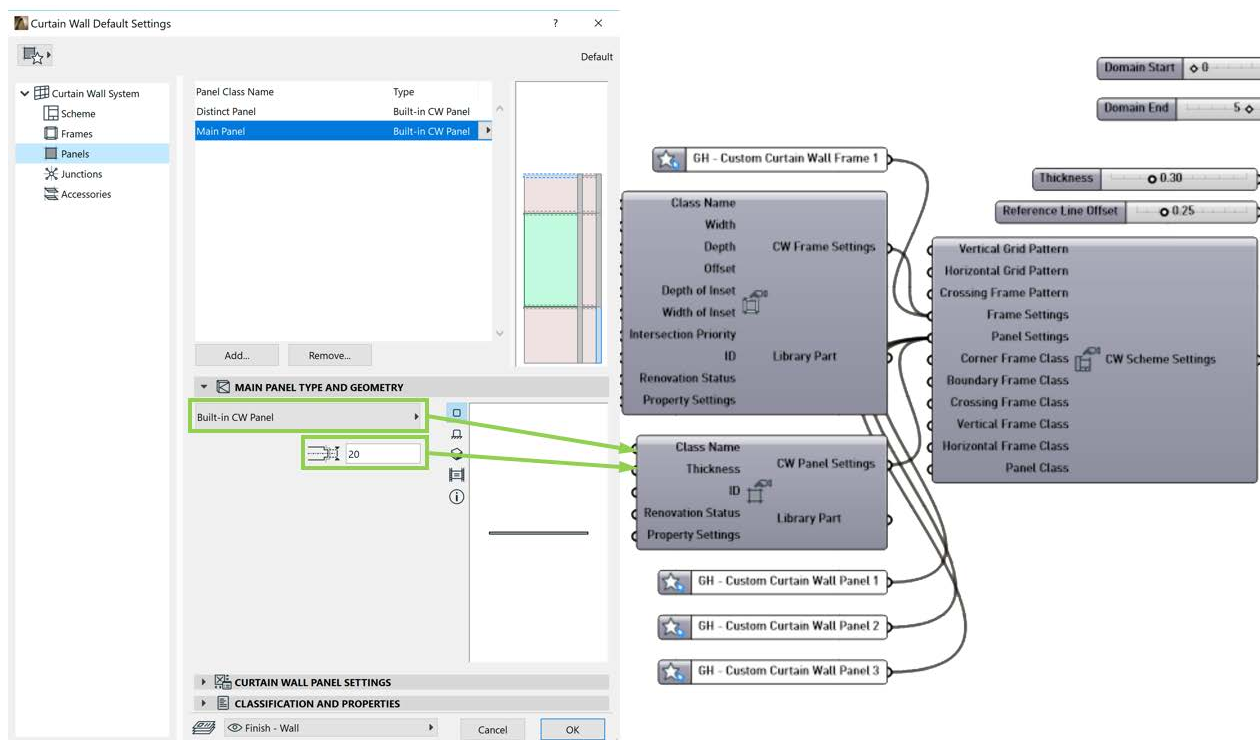 Curtain Wall Default Settings
?
Default
Curtain Wall System
Scheme
Frames
Panels
Junctions
Accessories
Panel Class Name Type
Distinct Panel Built-in CW Panel
Main Panel Built-in CW Panel
Add... Remove...
MAIN PANEL TYPE AND GEOMETRY
Built-in CW Panel
20
CURTAIN WALL PANEL SETTINGS
CLASSIFICATION AND PROPERTIES
Finish - Wall
Cancel
OK
Domain Start 0
Domain End 5
GH - Custom Curtain Wall Frame 1
Thickness 0.30
Reference Line Offset 0.25
Class Name
Width
Depth
Offset
Depth of Inset
Width of Inset
Intersection Priority
ID
Renovation Status
Property Settings
CW Frame Settings
Library Part
Vertical Grid Pattern
Horizontal Grid Pattern
Crossing Frame Pattern
Frame Settings
Panel Settings
Corner Frame Class
Boundary Frame Class
Crossing Frame Class
Vertical Frame Class
Horizontal Frame Class
Panel Class
CW Scheme Settings
Class Name
Thickness
ID
Renovation Status
Property Settings
CW Panel Settings
Library Part
GH - Custom Curtain Wall Panel 1
GH - Custom Curtain Wall Panel 2
GH - Custom Curtain Wall Panel 3